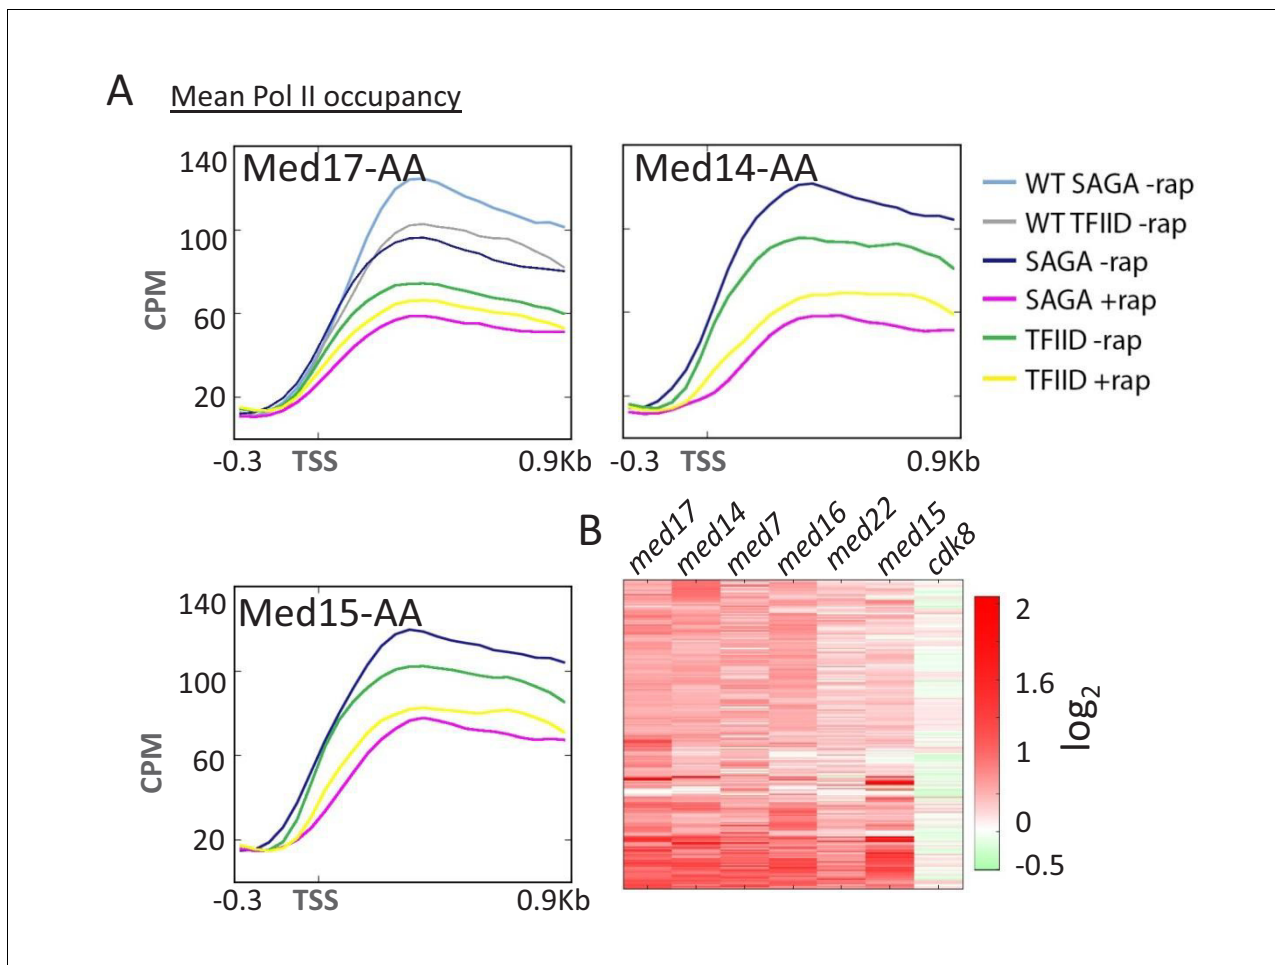 A Mean Pol II occupancy
Med17-AA
140
100
60
20
CPM
-0.3 TSS 0.9Kb
Med14-AA
-0.3 TSS 0.9Kb
WT SAGA -rap
WT TFIID -rap
SAGA -rap
SAGA +rap
TFIID -rap
TFIID +rap
Med15-AA
140
100
60
20
CPM
-0.3 TSS 0.9Kb
B
med17 med14 med7 med16 med22 med15 cdk8
2
1.6
1
0
-0.5
log2